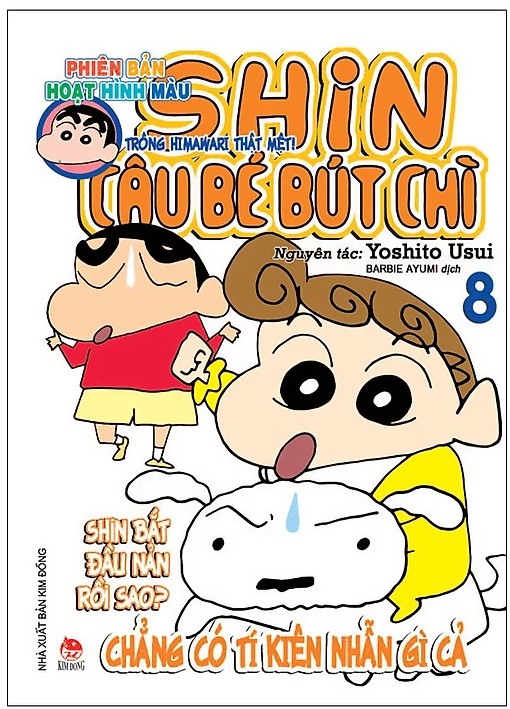 PHIÊN BẢN
HOẠT HÌNH MÀU
SHiN
TRÔNG HIMAWARI THẬT MỆT!
CẬU BÉ BÚT CHÌ
Nguyên tác: Yoshito Usui
BARBIE AYUMI dịch
8
SHIN BẮT
ĐẦU NẢN
RỒI SAO?
CHẲNG CÓ TÍ KIÊN NHẪN GÌ CẢ
NHÀ XUẤT BẢN KIM ĐỒNG
KIM ĐỒNG